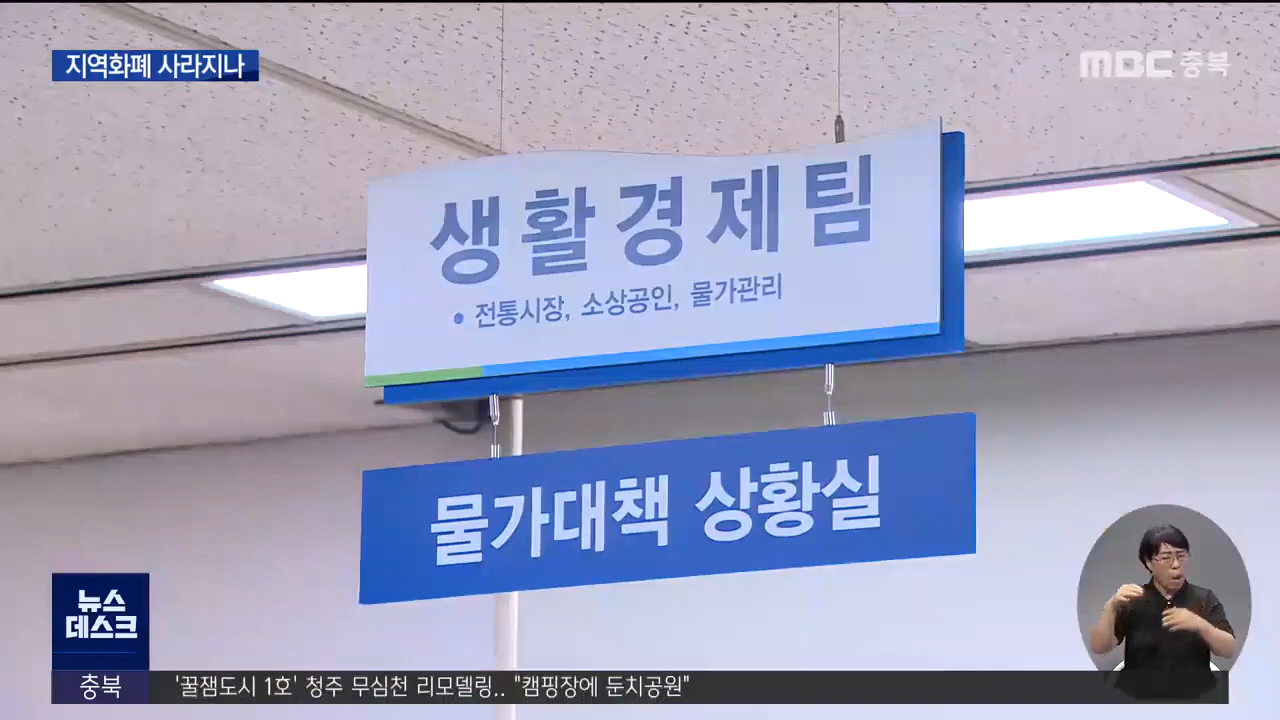 지역화폐 사라지나
MBC 충북
생활경제팀
• 전통시장, 소상공인, 물가관리
물가대책 상황실
뉴스
데스크
충북
'꿀잼도시 1호' 청주 무심천 리모델링.. "캠핑장에 둔치공원"